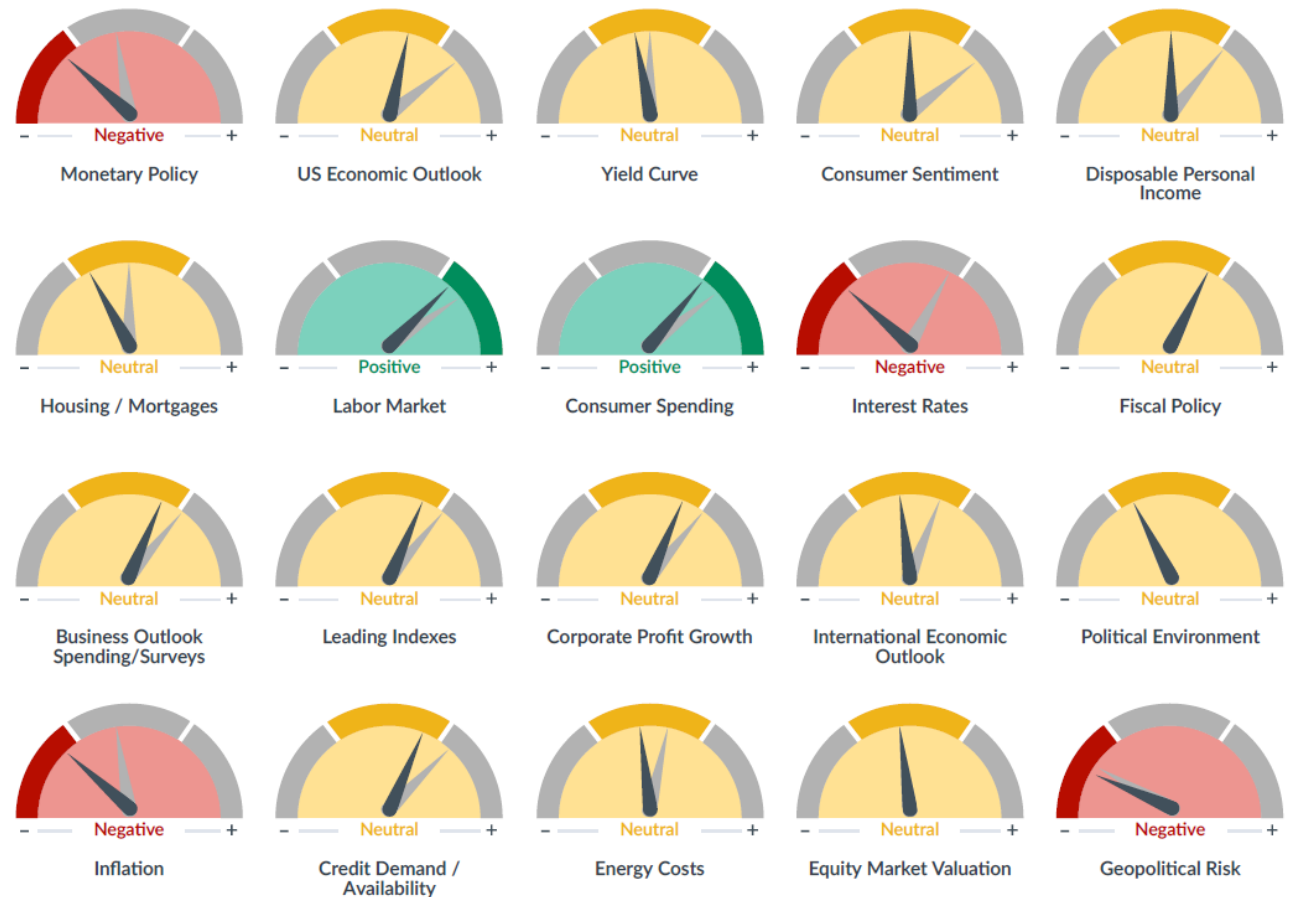 - Negative +
Monetary Policy
- Neutral +
US Economic Outlook
- Neutral +
Yield Curve
- Neutral +
Consumer Sentiment
- Neutral +
Disposable Personal
Income
- Neutral +
Housing / Mortgages
- Positive +
Labor Market
- Positive +
Consumer Spending
- Negative +
Interest Rates
- Neutral +
Fiscal Policy
- Neutral +
Business Outlook
Spending/Surveys
- Neutral +
Leading Indexes
- Neutral +
Corporate Profit Growth
- Neutral +
International Economic
Outlook
- Neutral +
Political Environment
- Negative +
Inflation
- Neutral +
Credit Demand /
Availability
- Neutral +
Energy Costs
- Neutral +
Equity Market Valuation
- Negative +
Geopolitical Risk